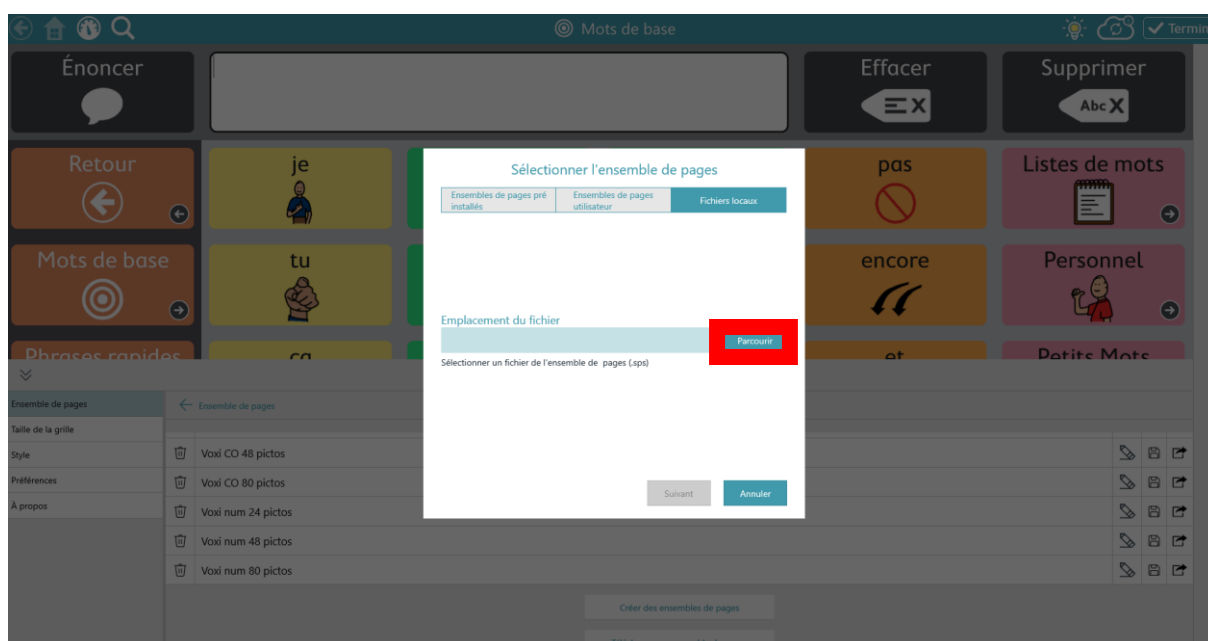 Mots de base
Termin
Énoncer
Effacer
Supprimer
Abc X
Retour
je
pas
Listes de mots
Sélectionner l'ensemble de pages
Ensembles de pages pré
installés
Ensembles de pages
utilisateur
Fichiers locaux
Mots de base
tu
encore
Personnel
Emplacement du fichier
Parcourir
Sélectionner un fichier de l'ensemble de pages (.sps)
Phrases rapides
ça
et
Petits Mots
Ensemble de pages
Ensemble de pages
Taille de la grille
Style
Voxi CO 48 pictos
Préférences
Voxi CO 80 pictos
Suivant
Annuler
À propos
Voxi num 24 pictos
Voxi num 48 pictos
Voxi num 80 pictos
Créer des ensembles de pages